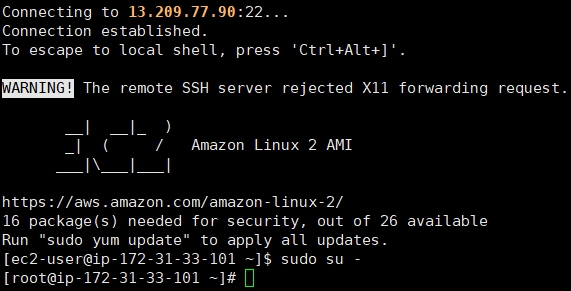 Connecting to 13.209.77.90:22...
Connection established.
To escape to local shell, press 'Ctrl+Alt+]'.
WARNING! The remote SSH server rejected X11 forwarding request.
__|  __|_  )
_|  (     /   Amazon Linux 2 AMI
___|\___|___|
https://aws.amazon.com/amazon-linux-2/
16 package(s) needed for security, out of 26 available
Run "sudo yum update" to apply all updates.
[ec2-user@ip-172-31-33-101 ~]$ sudo su -
[root@ip-172-31-33-101 ~]#